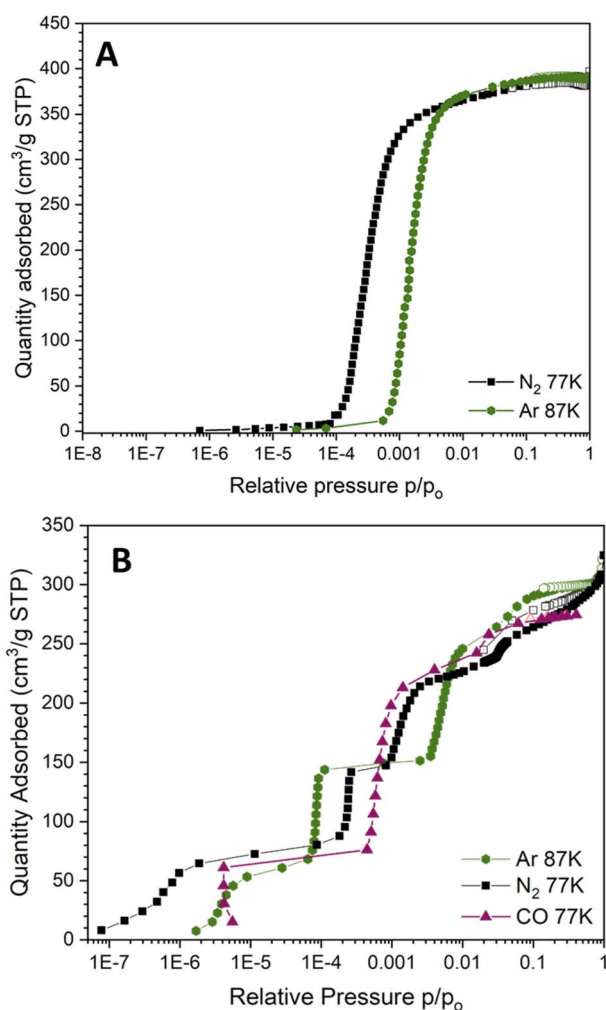 A
Quantity adsorbed (cm³/g STP)
450
400
350
300
250
200
150
100
50
0
N₂ 77K
Ar 87K
1E-8 1E-7 1E-6 1E-5 1E-4 0.001 0.01 0.1 1
Relative pressure p/pₒ
B
Quantity Adsorbed (cm³/g STP)
350
300
250
200
150
100
50
0
Ar 87K
N₂ 77K
CO 77K
1E-7 1E-6 1E-5 1E-4 0.001 0.01 0.1 1
Relative Pressure p/pₒ